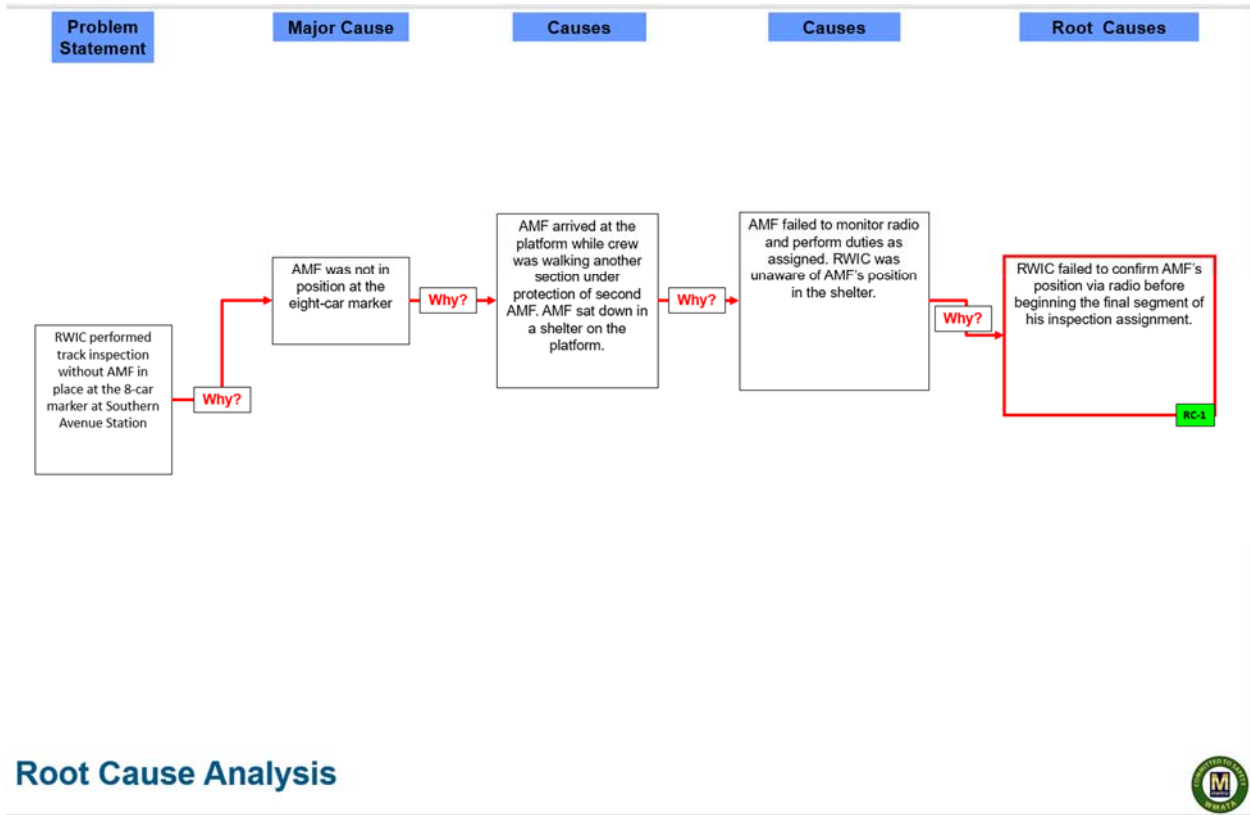 Problem
Statement
Major Cause
Causes
Causes
Root Causes
RWIC performed
track inspection
without AMF in
place at the 8-car
marker at Southern
Avenue Station
Why?
AMF was not in
position at the
eight-car marker
Why?
AMF arrived at the
platform while crew
was walking another
section under
protection of second
AMF. AMF sat down in
a shelter on the
platform.
Why?
AMF failed to monitor radio
and perform duties as
assigned. RWIC was
unaware of AMF's position
in the shelter.
Why?
RWIC failed to confirm AMF's
position via radio before
beginning the final segment of
his inspection assignment.
RC-1
Root Cause Analysis
COMMITTED TO SAFETY
M
metro
WMATA